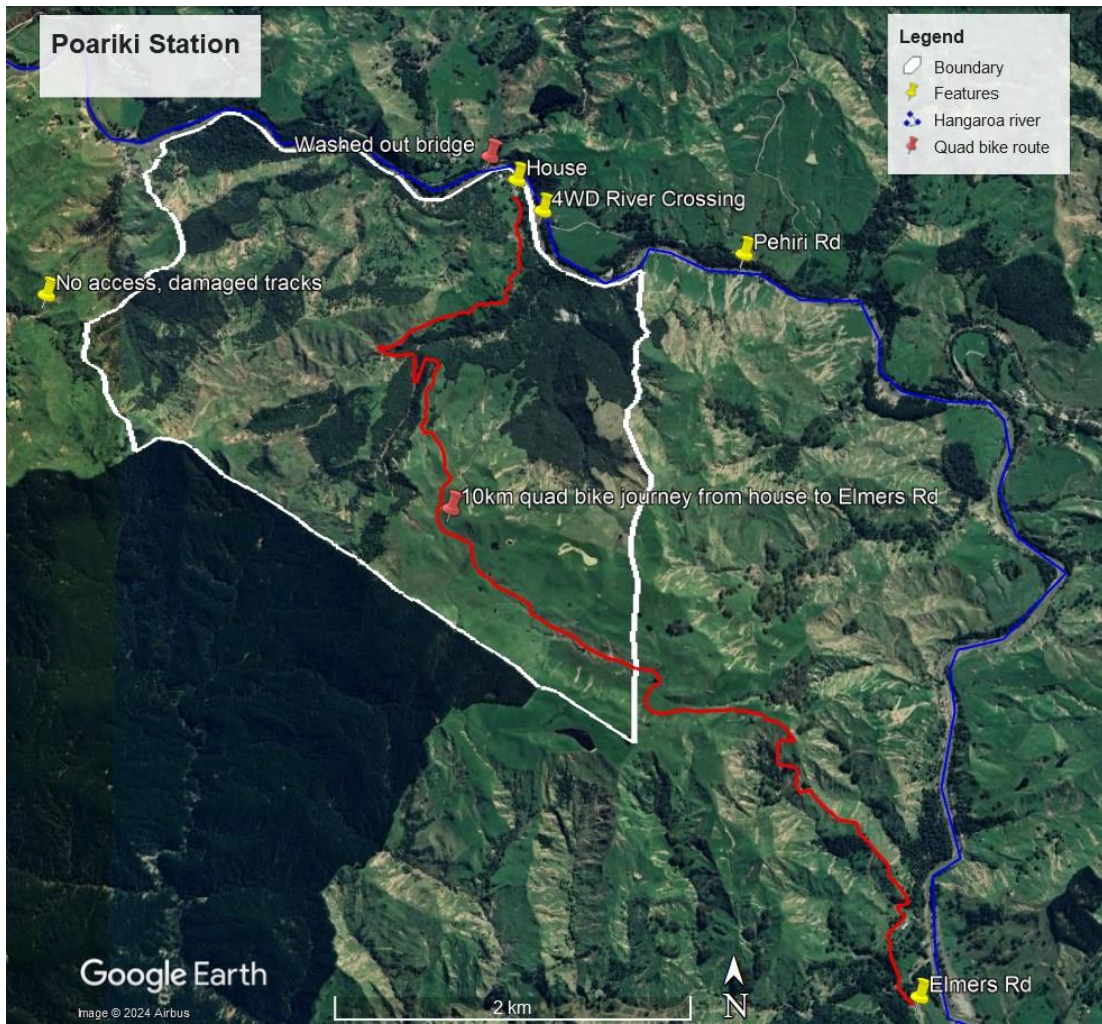 Poariki Station
Legend
Boundary
Features
Hangaroa river
Quad bike route
Washed out bridge
House
4WD River Crossing
Pehiri Rd
No access, damaged tracks
10km quad bike journey from house to Elmers Rd
Elmers Rd
Google Earth
Image © 2024 Airbus
2 km
N